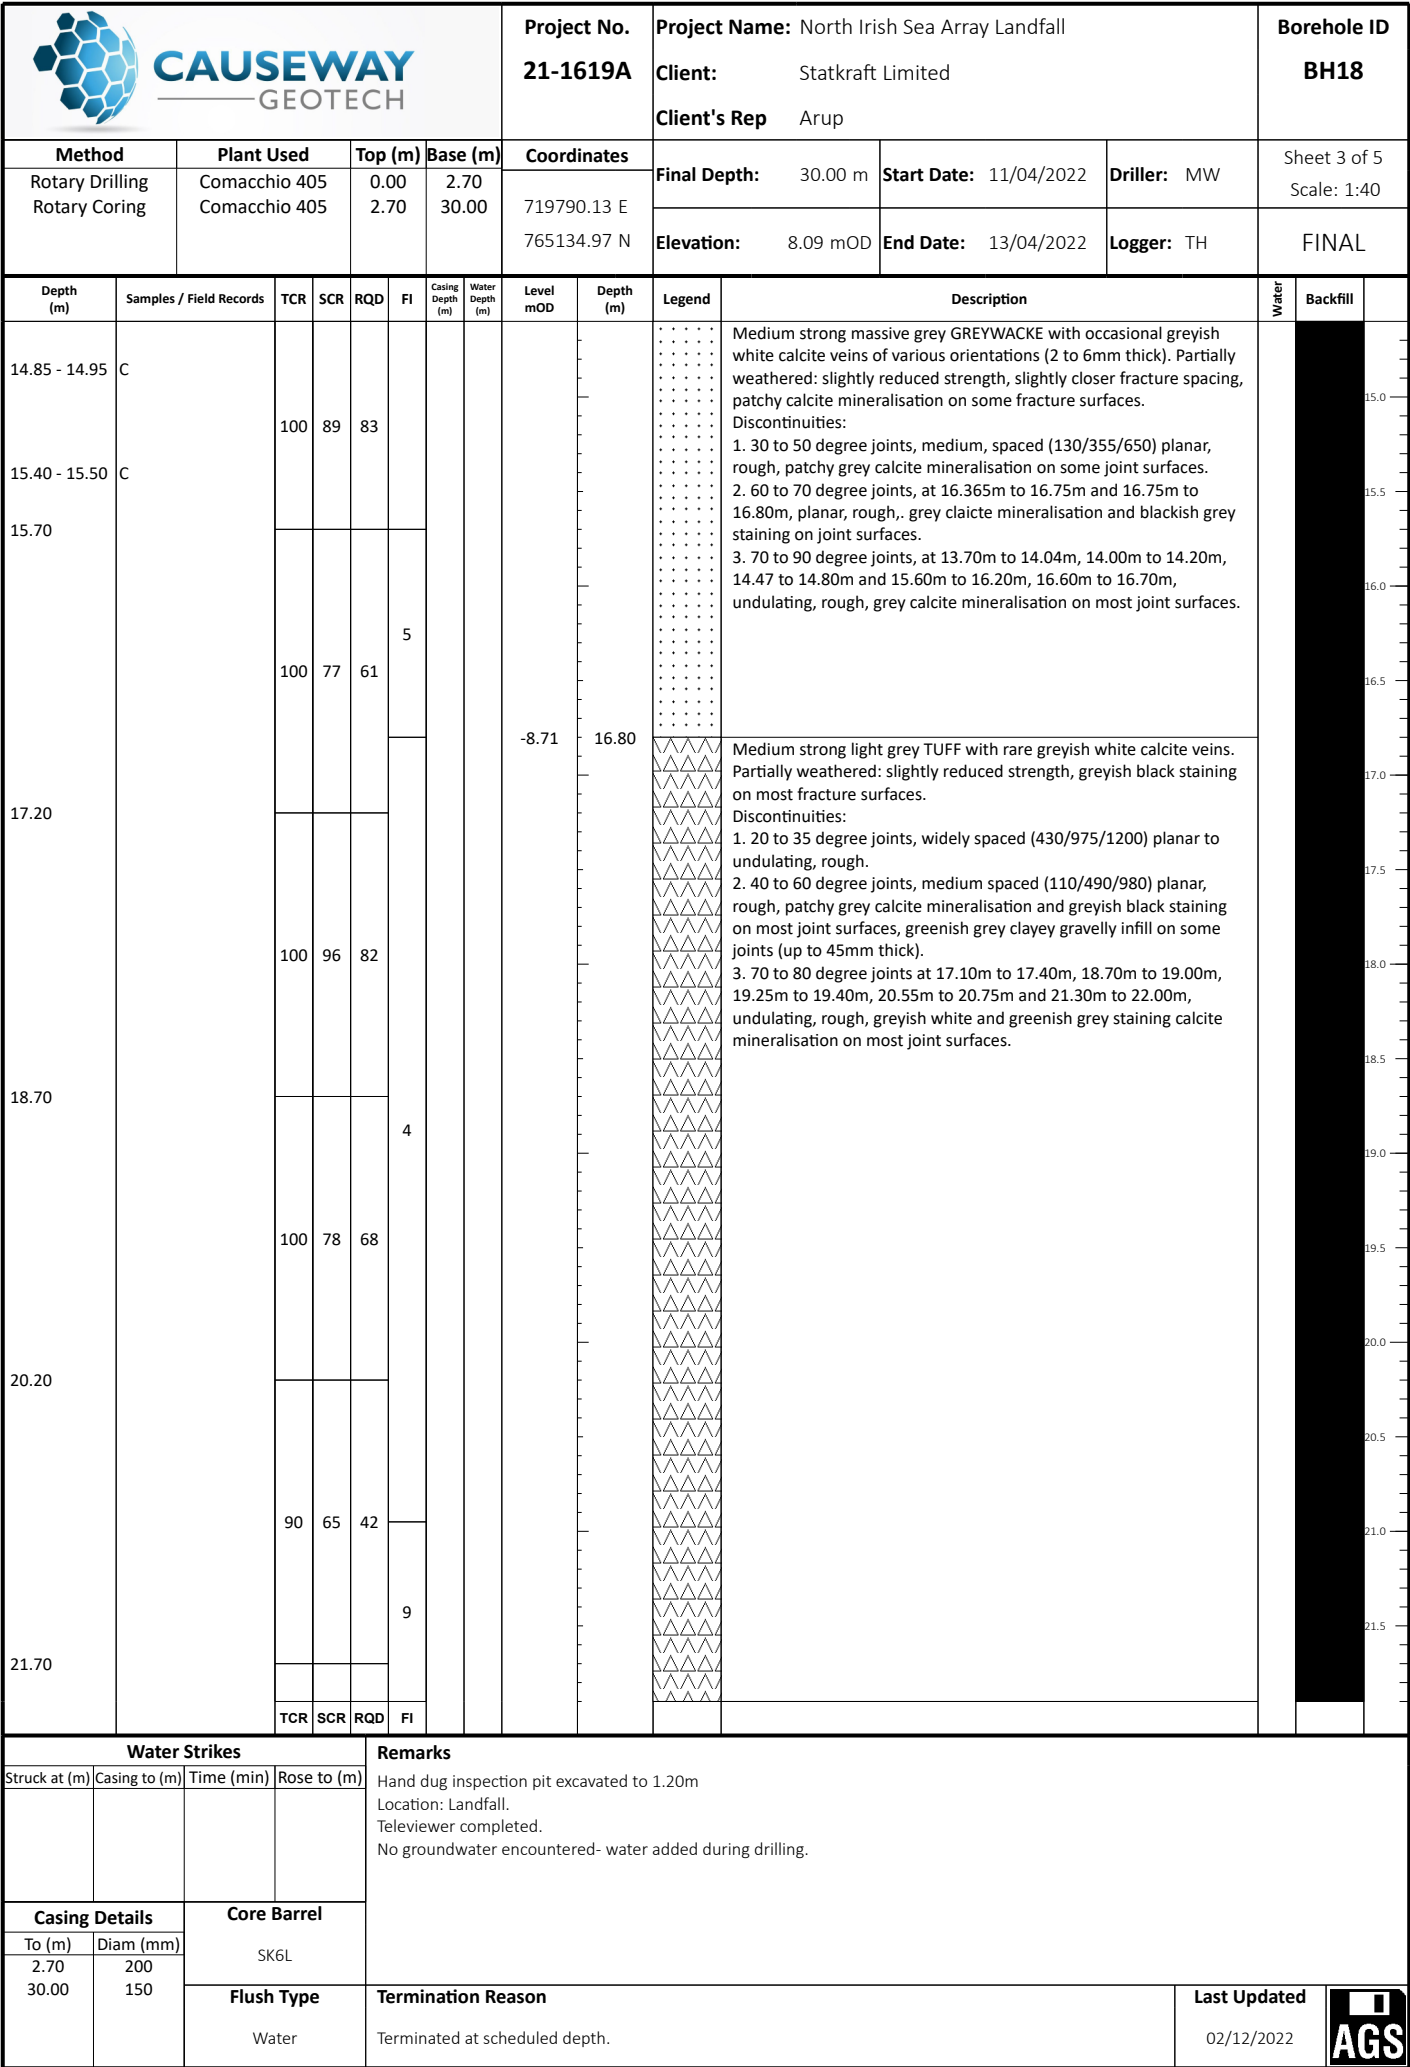 CAUSEWAY
GEOTECH
Project No.
21-1619A
Project Name: North Irish Sea Array Landfall
Client: Statkraft Limited
Client's Rep Arup
Borehole ID
BH18
Method Plant Used Top (m) Base (m)
Rotary Drilling Comacchio 405 0.00 2.70
Rotary Coring Comacchio 405 2.70 30.00
Coordinates
719790.13 E
765134.97 N
Final Depth: 30.00 m Start Date: 11/04/2022 Driller: MW
Elevation: 8.09 mOD End Date: 13/04/2022 Logger: TH
Sheet 3 of 5
Scale: 1:40
FINAL
Depth (m) Samples / Field Records TCR SCR RQD FI Casing Depth (m) Water Depth (m) Level mOD Depth (m) Legend Description Water Backfill
14.85 - 14.95 C
100 89 83
15.40 - 15.50 C
15.70
5
100 77 61
-8.71 16.80
17.20
100 96 82
18.70
4
100 78 68
20.20
90 65 42
9
21.70
TCR SCR RQD FI
Medium strong massive grey GREYWACKE with occasional greyish
white calcite veins of various orientations (2 to 6mm thick). Partially
weathered: slightly reduced strength, slightly closer fracture spacing,
patchy calcite mineralisation on some fracture surfaces.
Discontinuities:
1. 30 to 50 degree joints, medium, spaced (130/355/650) planar,
rough, patchy grey calcite mineralisation on some joint surfaces.
2. 60 to 70 degree joints, at 16.365m to 16.75m and 16.75m to
16.80m, planar, rough,. grey claicte mineralisation and blackish grey
staining on joint surfaces.
3. 70 to 90 degree joints, at 13.70m to 14.04m, 14.00m to 14.20m,
14.47 to 14.80m and 15.60m to 16.20m, 16.60m to 16.70m,
undulating, rough, grey calcite mineralisation on most joint surfaces.
Medium strong light grey TUFF with rare greyish white calcite veins.
Partially weathered: slightly reduced strength, greyish black staining
on most fracture surfaces.
Discontinuities:
1. 20 to 35 degree joints, widely spaced (430/975/1200) planar to
undulating, rough.
2. 40 to 60 degree joints, medium spaced (110/490/980) planar,
rough, patchy grey calcite mineralisation and greyish black staining
on most joint surfaces, greenish grey clayey gravelly infill on some
joints (up to 45mm thick).
3. 70 to 80 degree joints at 17.10m to 17.40m, 18.70m to 19.00m,
19.25m to 19.40m, 20.55m to 20.75m and 21.30m to 22.00m,
undulating, rough, greyish white and greenish grey staining calcite
mineralisation on most joint surfaces.
15.0
15.5
16.0
16.5
17.0
17.5
18.0
18.5
19.0
19.5
20.0
20.5
21.0
21.5
Water Strikes
Struck at (m) Casing to (m) Time (min) Rose to (m)
Remarks
Hand dug inspection pit excavated to 1.20m
Location: Landfall.
Televiewer completed.
No groundwater encountered- water added during drilling.
Casing Details
To (m) Diam (mm)
2.70 200
30.00 150
Core Barrel
SK6L
Flush Type
Water
Termination Reason
Terminated at scheduled depth.
Last Updated
02/12/2022
AGS